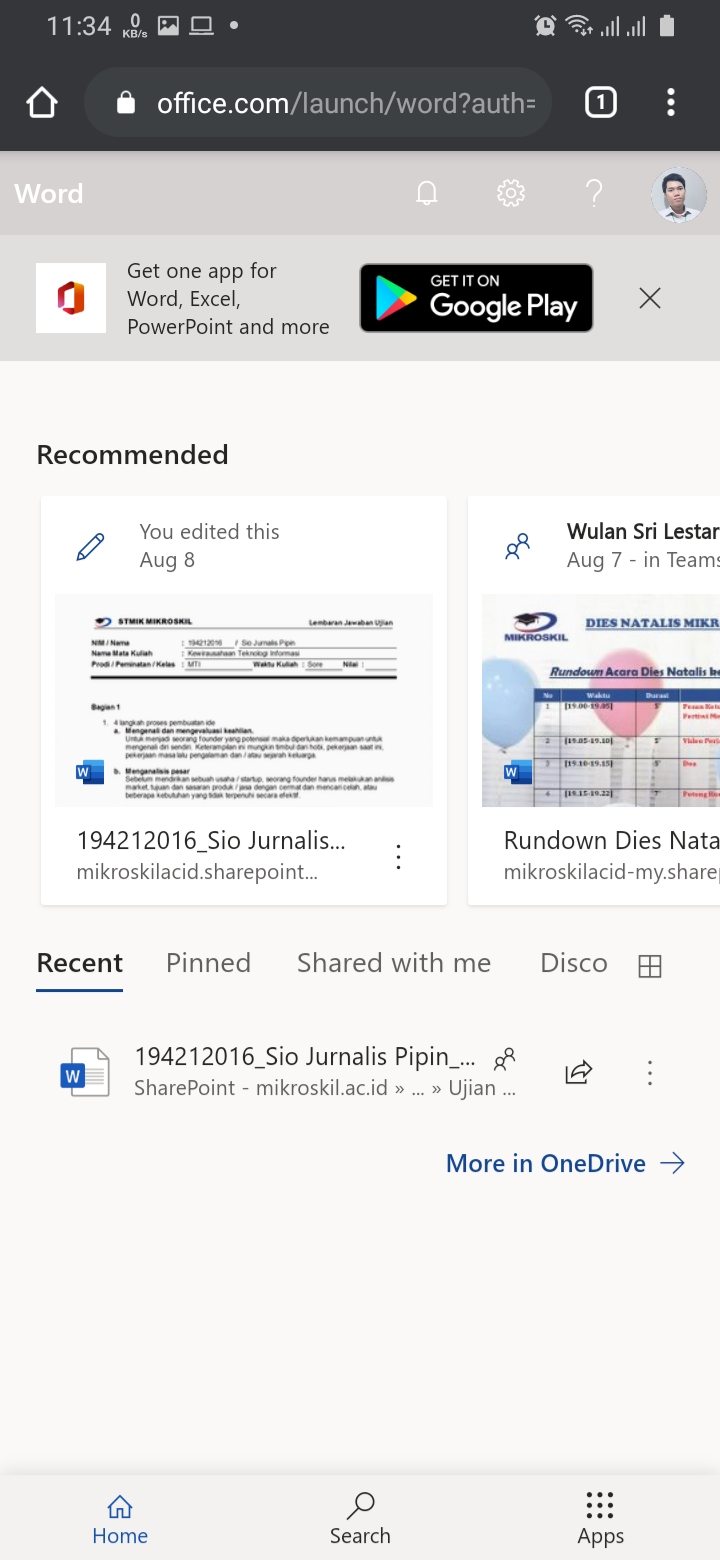 11:34
0
KB/s
office.com/launch/word?auth=
1
Word
Get one app for
Word, Excel,
PowerPoint and more
GET IT ON
Google Play
Recommended
You edited this
Aug 8
STMIK MIKROSKIL
Lembaran Jawaban Ujian
NIM / Nama : 194212016 / Sio Jurnalis Pipin
Nama Mata Kuliah : Kewirausahaan Teknologi Informasi
Prodi / Peminatan / Kelas : MTI Waktu Kuliah : Sore Nilai :
Bagian 1
1. 4 langkah proses pembuatan ide
a. Mengenali dan mengevaluasi keahlian.
Untuk menjadi seorang founder yang potensial maka diperlukan kemampuan untuk
mengenali diri sendiri. Keterampilan ini mungkin timbul dari hobi, pekerjaan saat ini,
pekerjaan masa lalu pengalaman dan / atau sejarah keluarga.
b. Menganalisis pasar
Sebelum mendirikan sebuah usaha / startup, seorang founder harus melakukan analisis
market, tujuan dan sasaran produk / jasa dengan cermat dan mencari celah, atau
beberapa kebutuhan yang tidak terpenuhi secara efektif.
W
194212016_Sio Jurnalis...
mikroskilacid.sharepoint...
Wulan Sri Lestar
Aug 7 - in Teams
MIKROSKIL
DIES NATALIS MIKR
Rundown Acara Dies Natalis ke
No Waktu Durasi
1 [19.00-19.05] 5'
2 [19.05-19.10] 5'
3 [19.10-19.15] 5' Doa
4 [19.15-19.22] 7'
W
Rundown Dies Nata
mikroskilacid-my.share
Recent
Pinned
Shared with me
Disco
W
194212016_Sio Jurnalis Pipin_...
SharePoint - mikroskil.ac.id » ... » Ujian ...
More in OneDrive
Home
Search
Apps